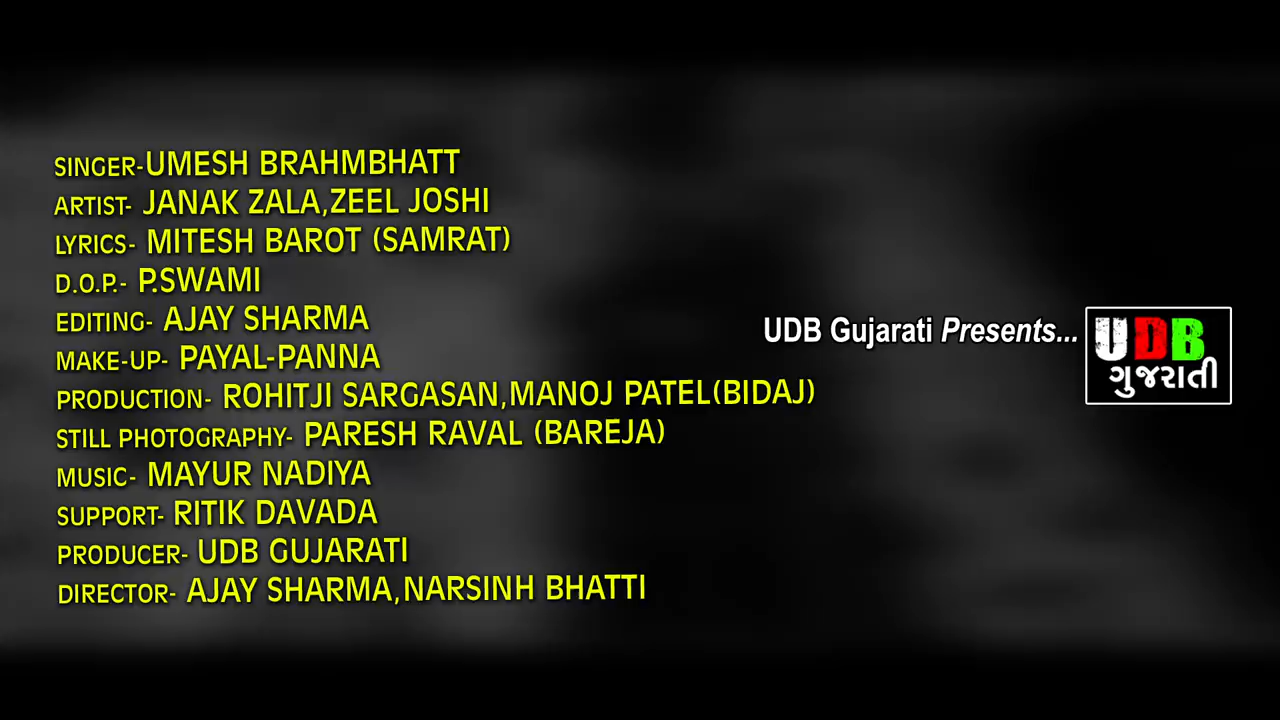 SINGER-UMESH BRAHMBHATT
ARTIST- JANAK ZALA,ZEEL JOSHI
LYRICS- MITESH BAROT (SAMRAT)
D.O.P.- P.SWAMI
EDITING- AJAY SHARMA
MAKE-UP- PAYAL-PANNA
PRODUCTION- ROHITJI SARGASAN,MANOJ PATEL(BIDAJ)
STILL PHOTOGRAPHY- PARESH RAVAL (BAREJA)
MUSIC- MAYUR NADIYA
SUPPORT- RITIK DAVADA
PRODUCER- UDB GUJARATI
DIRECTOR- AJAY SHARMA,NARSINH BHATTI
UDB Gujarati Presents...
UDB
ગુજરાતી